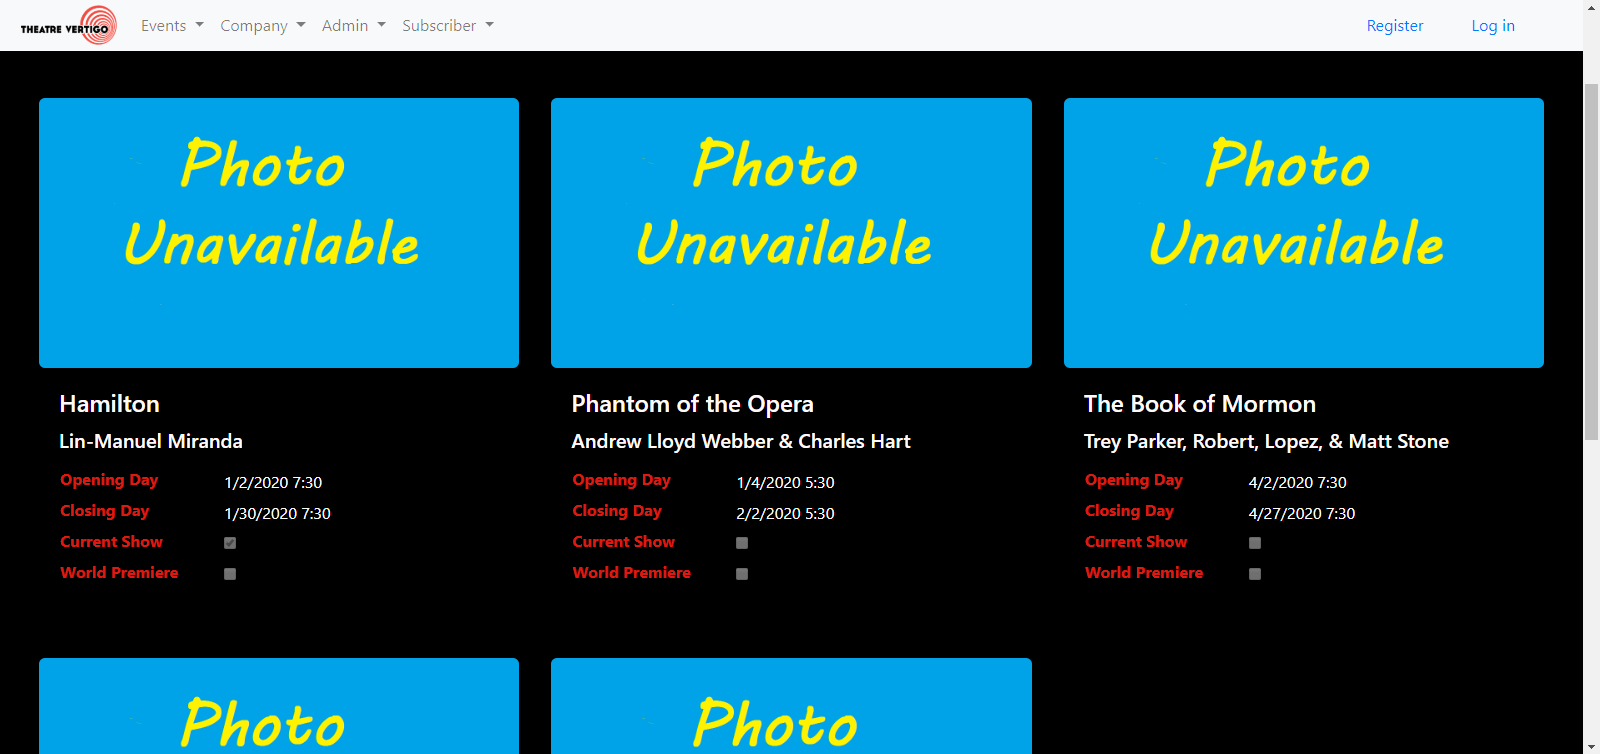 THEATRE VERTIGO Events Company Admin Subscriber Register Log in
Photo Unavailable
Photo Unavailable
Photo Unavailable
Hamilton
Lin-Manuel Miranda
Opening Day 1/2/2020 7:30
Closing Day 1/30/2020 7:30
Current Show
World Premiere
Phantom of the Opera
Andrew Lloyd Webber & Charles Hart
Opening Day 1/4/2020 5:30
Closing Day 2/2/2020 5:30
Current Show
World Premiere
The Book of Mormon
Trey Parker, Robert, Lopez, & Matt Stone
Opening Day 4/2/2020 7:30
Closing Day 4/27/2020 7:30
Current Show
World Premiere
Photo
Photo